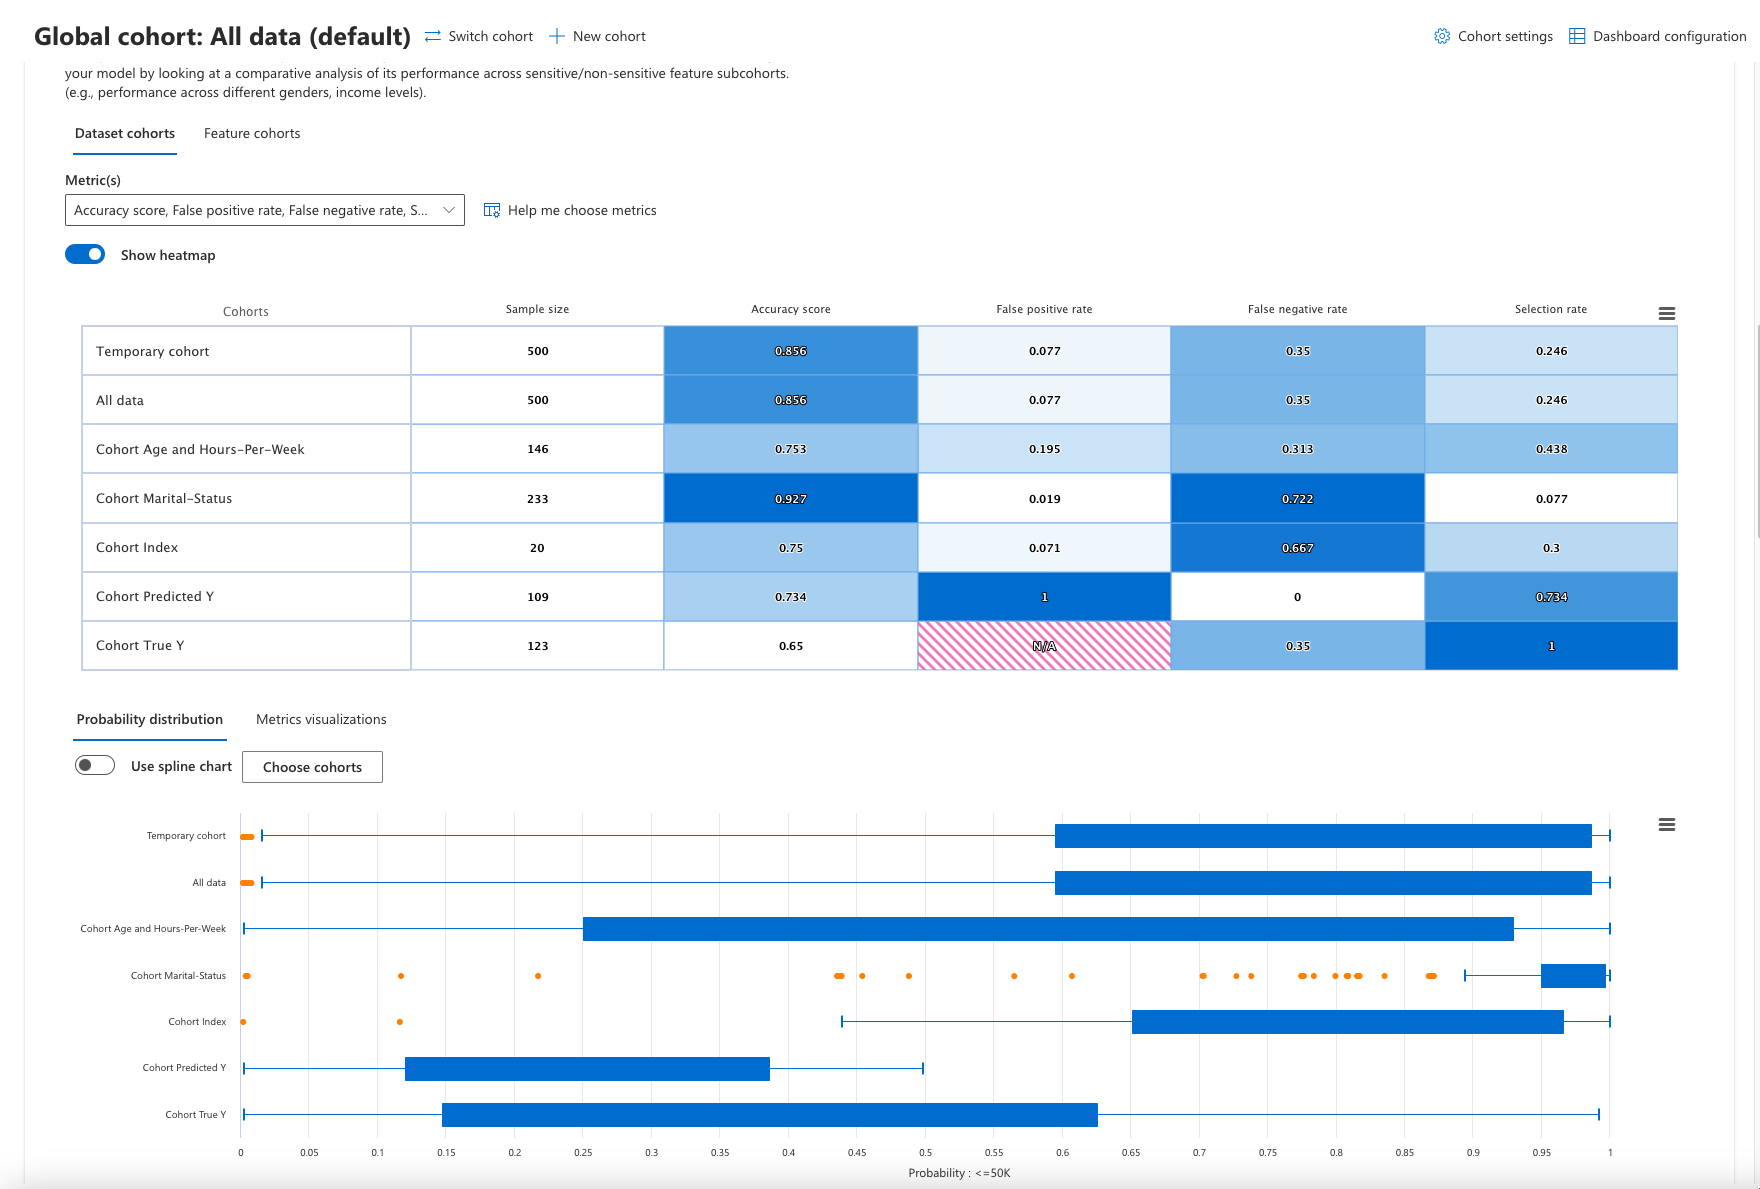 Global cohort: All data (default)
Switch cohort
New cohort
Cohort settings
Dashboard configuration
your model by looking at a comparative analysis of its performance across sensitive/non-sensitive feature subcohorts.
(e.g., performance across different genders, income levels).
Dataset cohorts
Feature cohorts
Metric(s)
Accuracy score, False positive rate, False negative rate, S...
Help me choose metrics
Show heatmap
Cohorts Sample size Accuracy score False positive rate False negative rate Selection rate
Temporary cohort 500 0.856 0.077 0.35 0.246
All data 500 0.856 0.077 0.35 0.246
Cohort Age and Hours-Per-Week 146 0.753 0.195 0.313 0.438
Cohort Marital-Status 233 0.927 0.019 0.722 0.077
Cohort Index 20 0.75 0.071 0.667 0.3
Cohort Predicted Y 109 0.734 1 0 0.734
Cohort True Y 123 0.65 N/A 0.35 1
Probability distribution
Metrics visualizations
Use spline chart
Choose cohorts
Temporary cohort
All data
Cohort Age and Hours-Per-Week
Cohort Marital-Status
Cohort Index
Cohort Predicted Y
Cohort True Y
0 0.05 0.1 0.15 0.2 0.25 0.3 0.35 0.4 0.45 0.5 0.55 0.6 0.65 0.7 0.75 0.8 0.85 0.9 0.95 1
Probability : <=50K